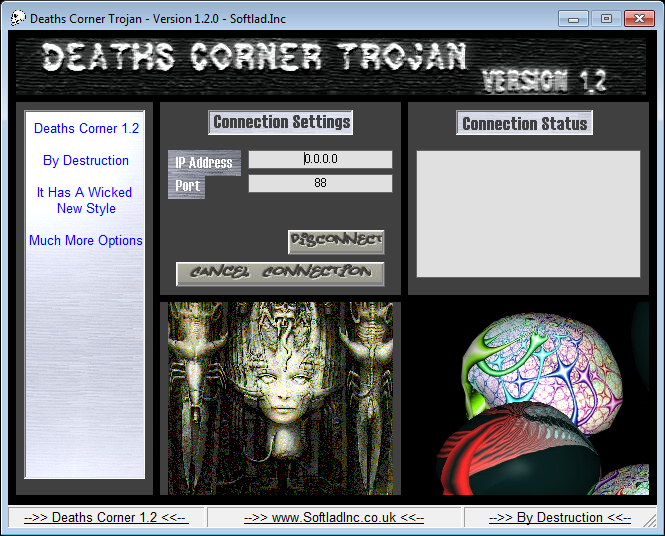 Deaths Corner Trojan - Version 1.2.0 - Softlad.Inc
DEATHS CORNER TROJAN
VERSION 1.2
Deaths Corner 1.2
By Destruction
It Has A Wicked
New Style
Much More Options
Connection Settings
IP Address
0.0.0.0
Port
88
DISCONNECT
CANCEL CONNECTION
Connection Status
-->> Deaths Corner 1.2 <<--
-->> www.SoftladInc.co.uk <<--
-->> By Destruction <<--